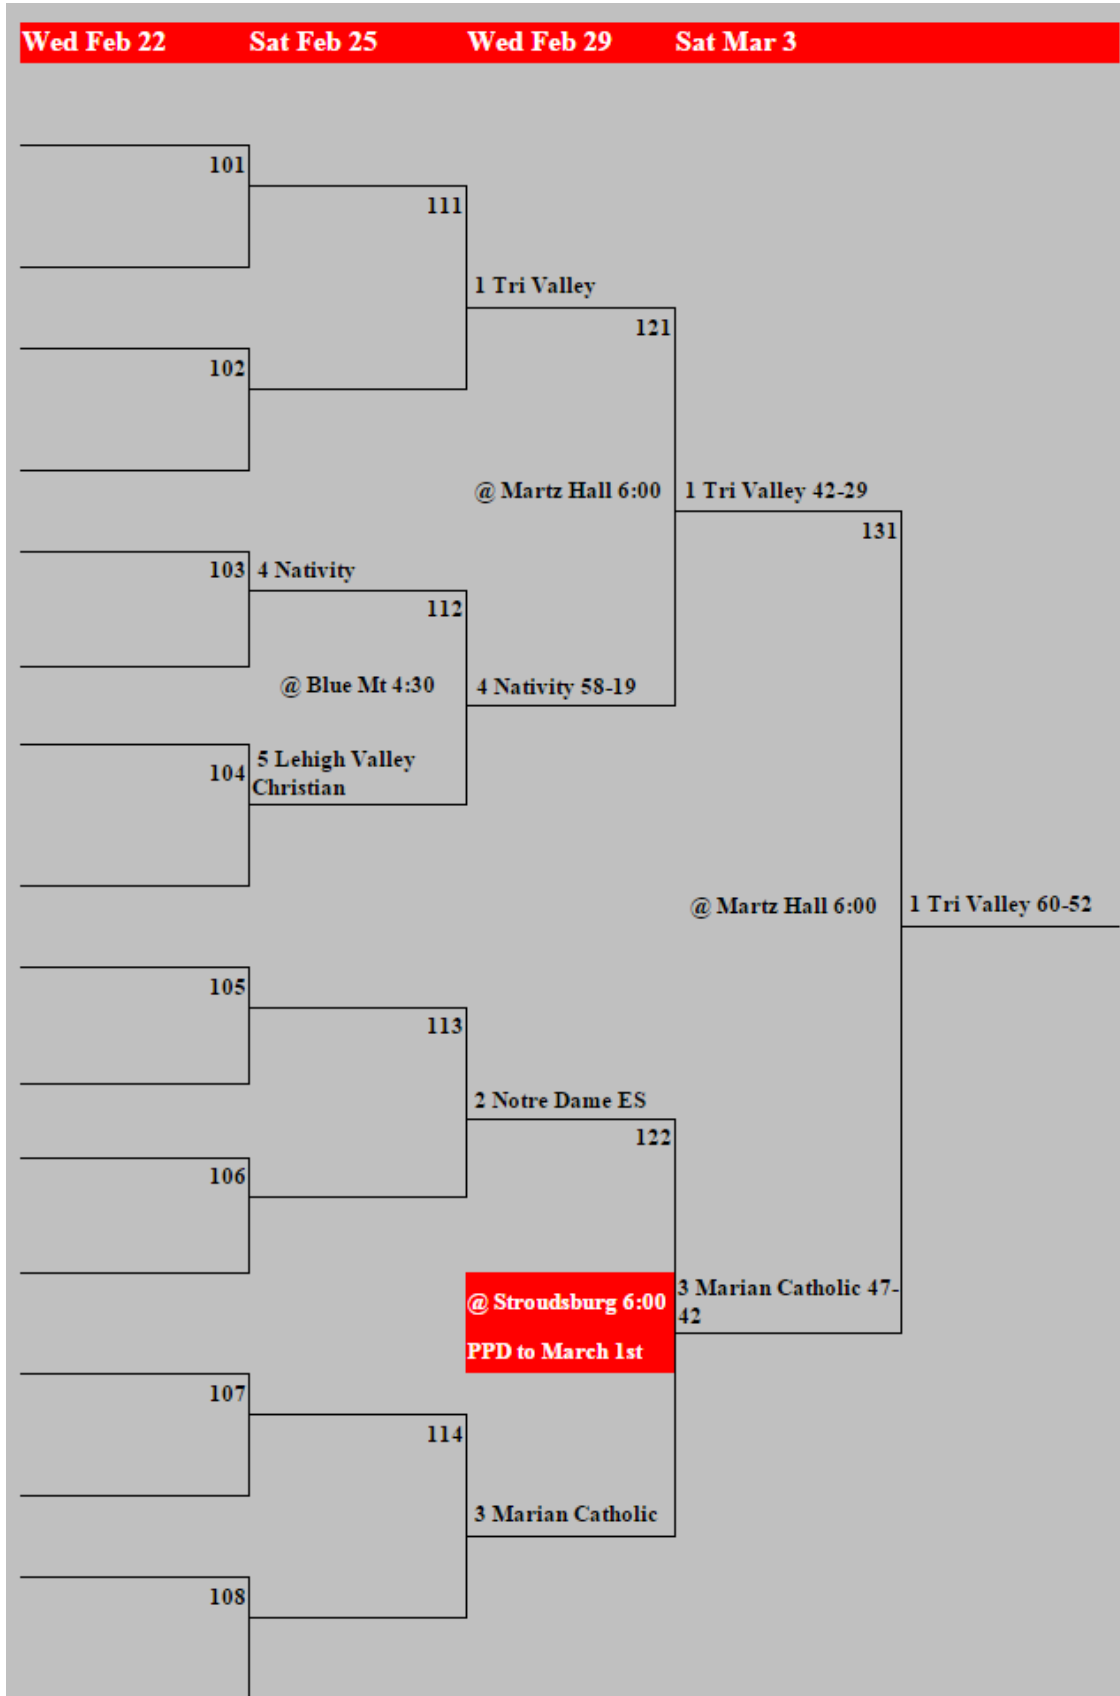 Wed Feb 22 Sat Feb 25 Wed Feb 29 Sat Mar 3
101
111
1 Tri Valley
121
102
@ Martz Hall 6:00 1 Tri Valley 42-29
131
103 4 Nativity
112
@ Blue Mt 4:30 4 Nativity 58-19
5 Lehigh Valley
104
Christian
@ Martz Hall 6:00 1 Tri Valley 60-52
105
113
2 Notre Dame ES
122
106
3 Marian Catholic 47-
@ Stroudsburg 6:00
42
PPD to March 1st
107
114
3 Marian Catholic
108